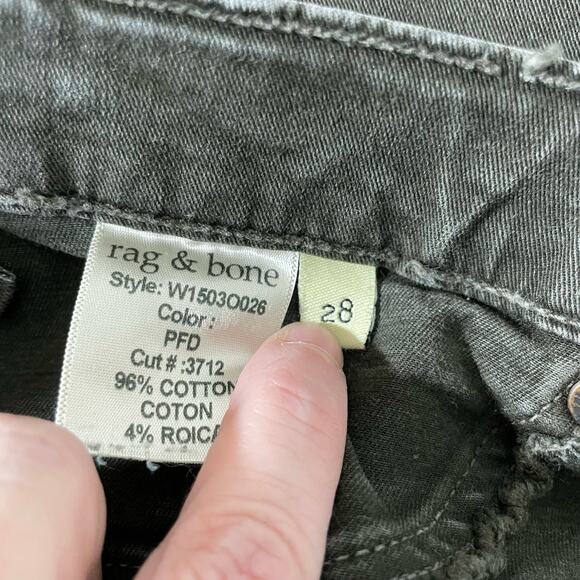 rag & bone
Style: W1503O026
Color :
PFD
Cut # :3712
96% COTTON
COTON
4% ROICA
28